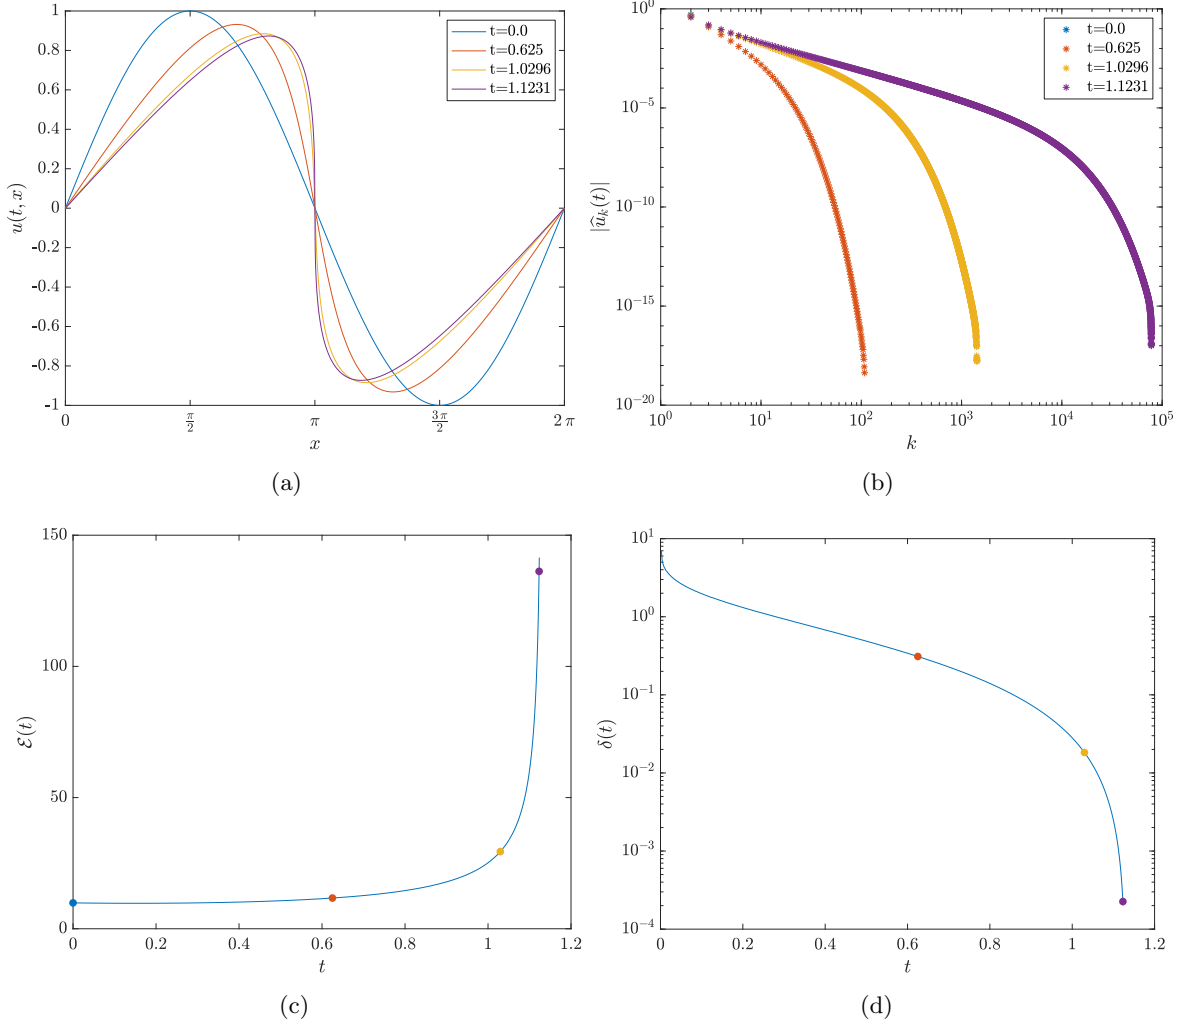 1
0.8
0.6
0.4
0.2
0
-0.2
-0.4
-0.6
-0.8
-1
u(t, x)
0
π/2
π
3π/2
2π
x
t=0.0
t=0.625
t=1.0296
t=1.1231
(a)
10^0
10^-5
10^-10
10^-15
10^-20
|û_k(t)|
10^0
10^1
10^2
10^3
10^4
10^5
k
t=0.0
t=0.625
t=1.0296
t=1.1231
(b)
150
100
50
0
ℰ(t)
0
0.2
0.4
0.6
0.8
1
1.2
t
(c)
10^1
10^0
10^-1
10^-2
10^-3
10^-4
δ(t)
0
0.2
0.4
0.6
0.8
1
1.2
t
(d)